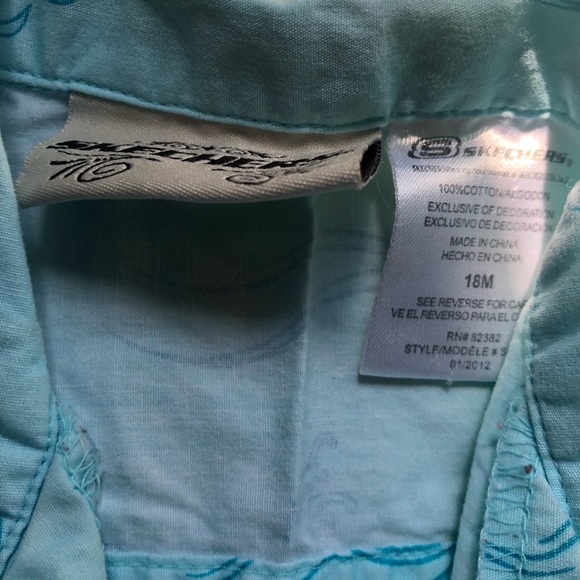 SKECHERS
SKECHERS
100%COTTON/ALGODON
EXCLUSIVE OF DECORATION
EXCLUSIVO DE DECORACION
MADE IN CHINA
HECHO EN CHINA
18M
SEE REVERSE FOR CAR
VE EL REVERSO PARA EL C
RN# 82382
STYLE/MODÈLE # S
01/2012